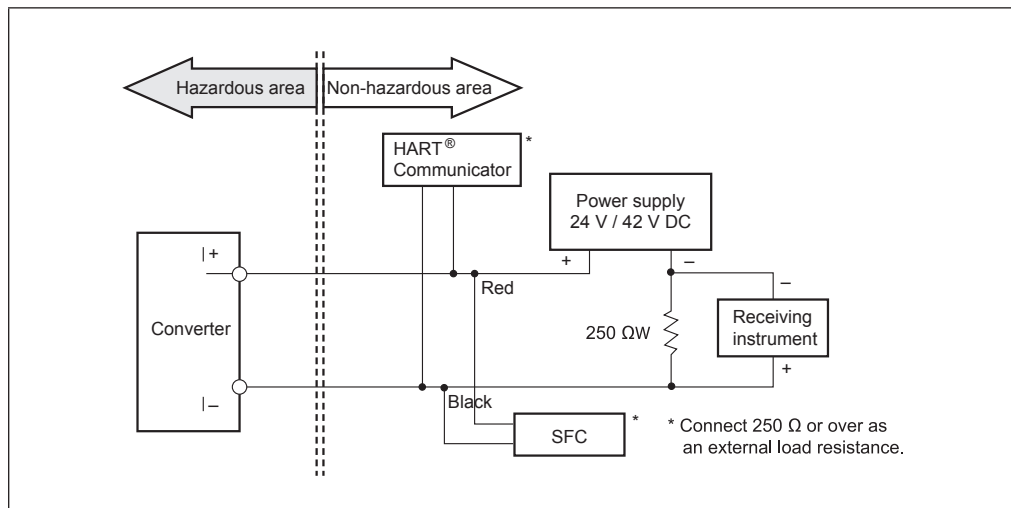 Hazardous area
Non-hazardous area
HART®
Communicator
*
Power supply
24 V / 42 V DC
+
–
I+
Red
–
Converter
250 ΩW
Receiving
instrument
+
I–
Black
SFC
*
* Connect 250 Ω or over as
an external load resistance.